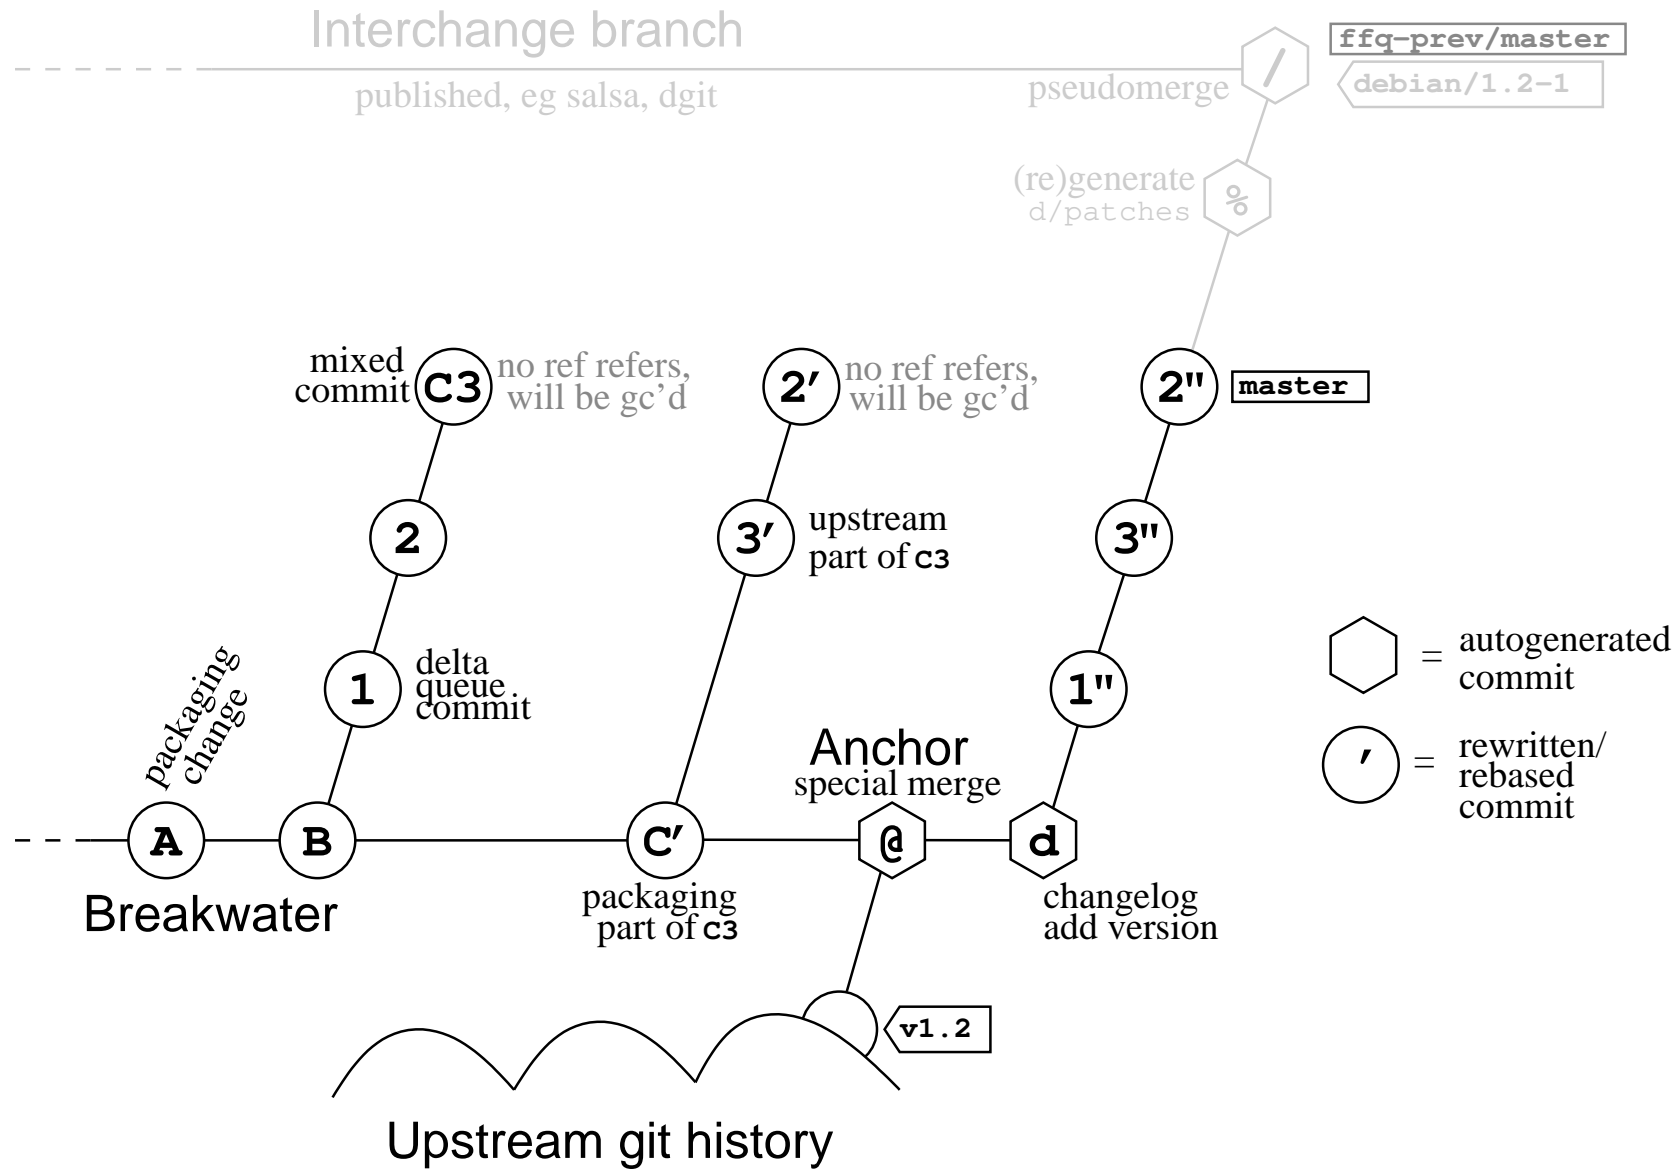 Interchange branch
published, eg salsa, dgit
pseudomerge
/
ffq-prev/master
debian/1.2-1
(re)generate
d/patches
%
mixed
commit
C3
no ref refers,
will be gc'd
2'
no ref refers,
will be gc'd
2"
master
2
3'
upstream
part of C3
3"
packaging
change
1
delta
queue
commit
1"
= autogenerated
commit
' = rewritten/
rebased
commit
Anchor
special merge
A
B
C'
@
d
Breakwater
packaging
part of C3
changelog
add version
v1.2
Upstream git history